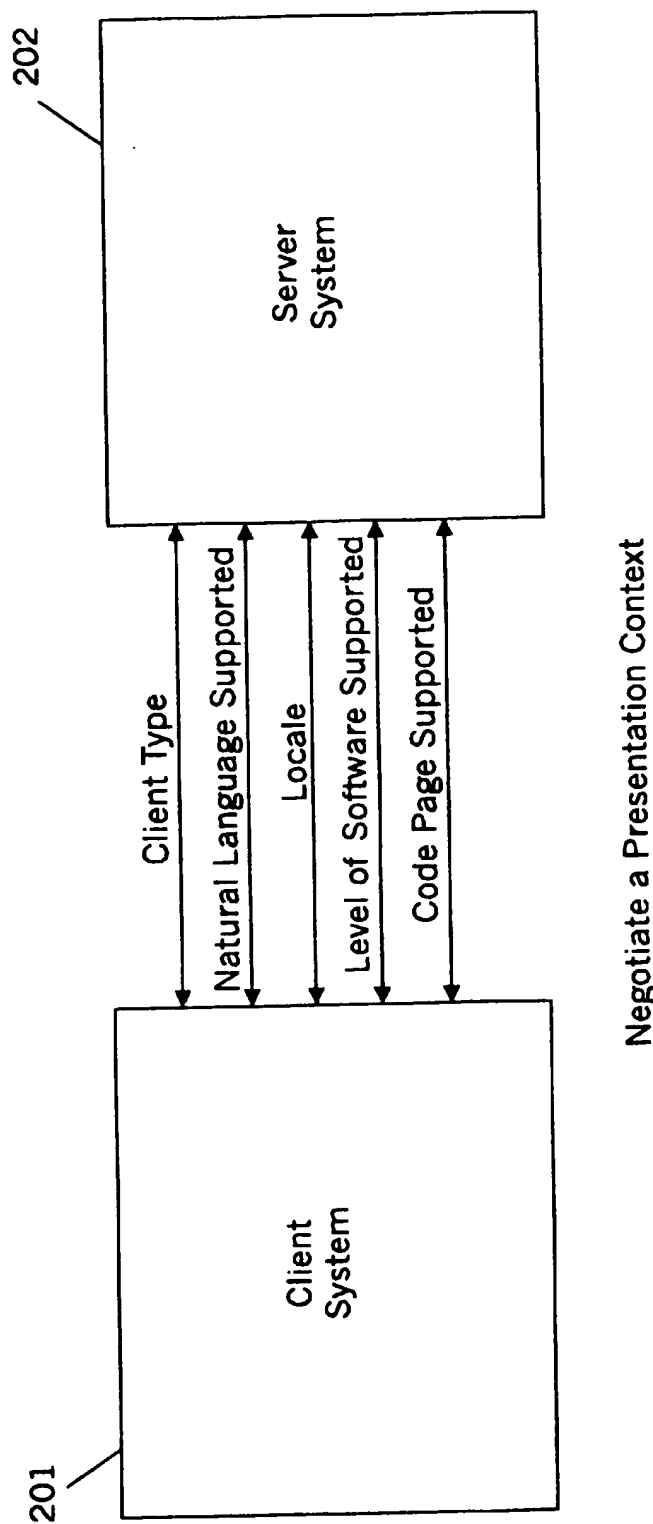 201
202
Client
System
Server
System
Client Type
Natural Language Supported
Locale
Level of Software Supported
Code Page Supported
Negotiate a Presentation Context